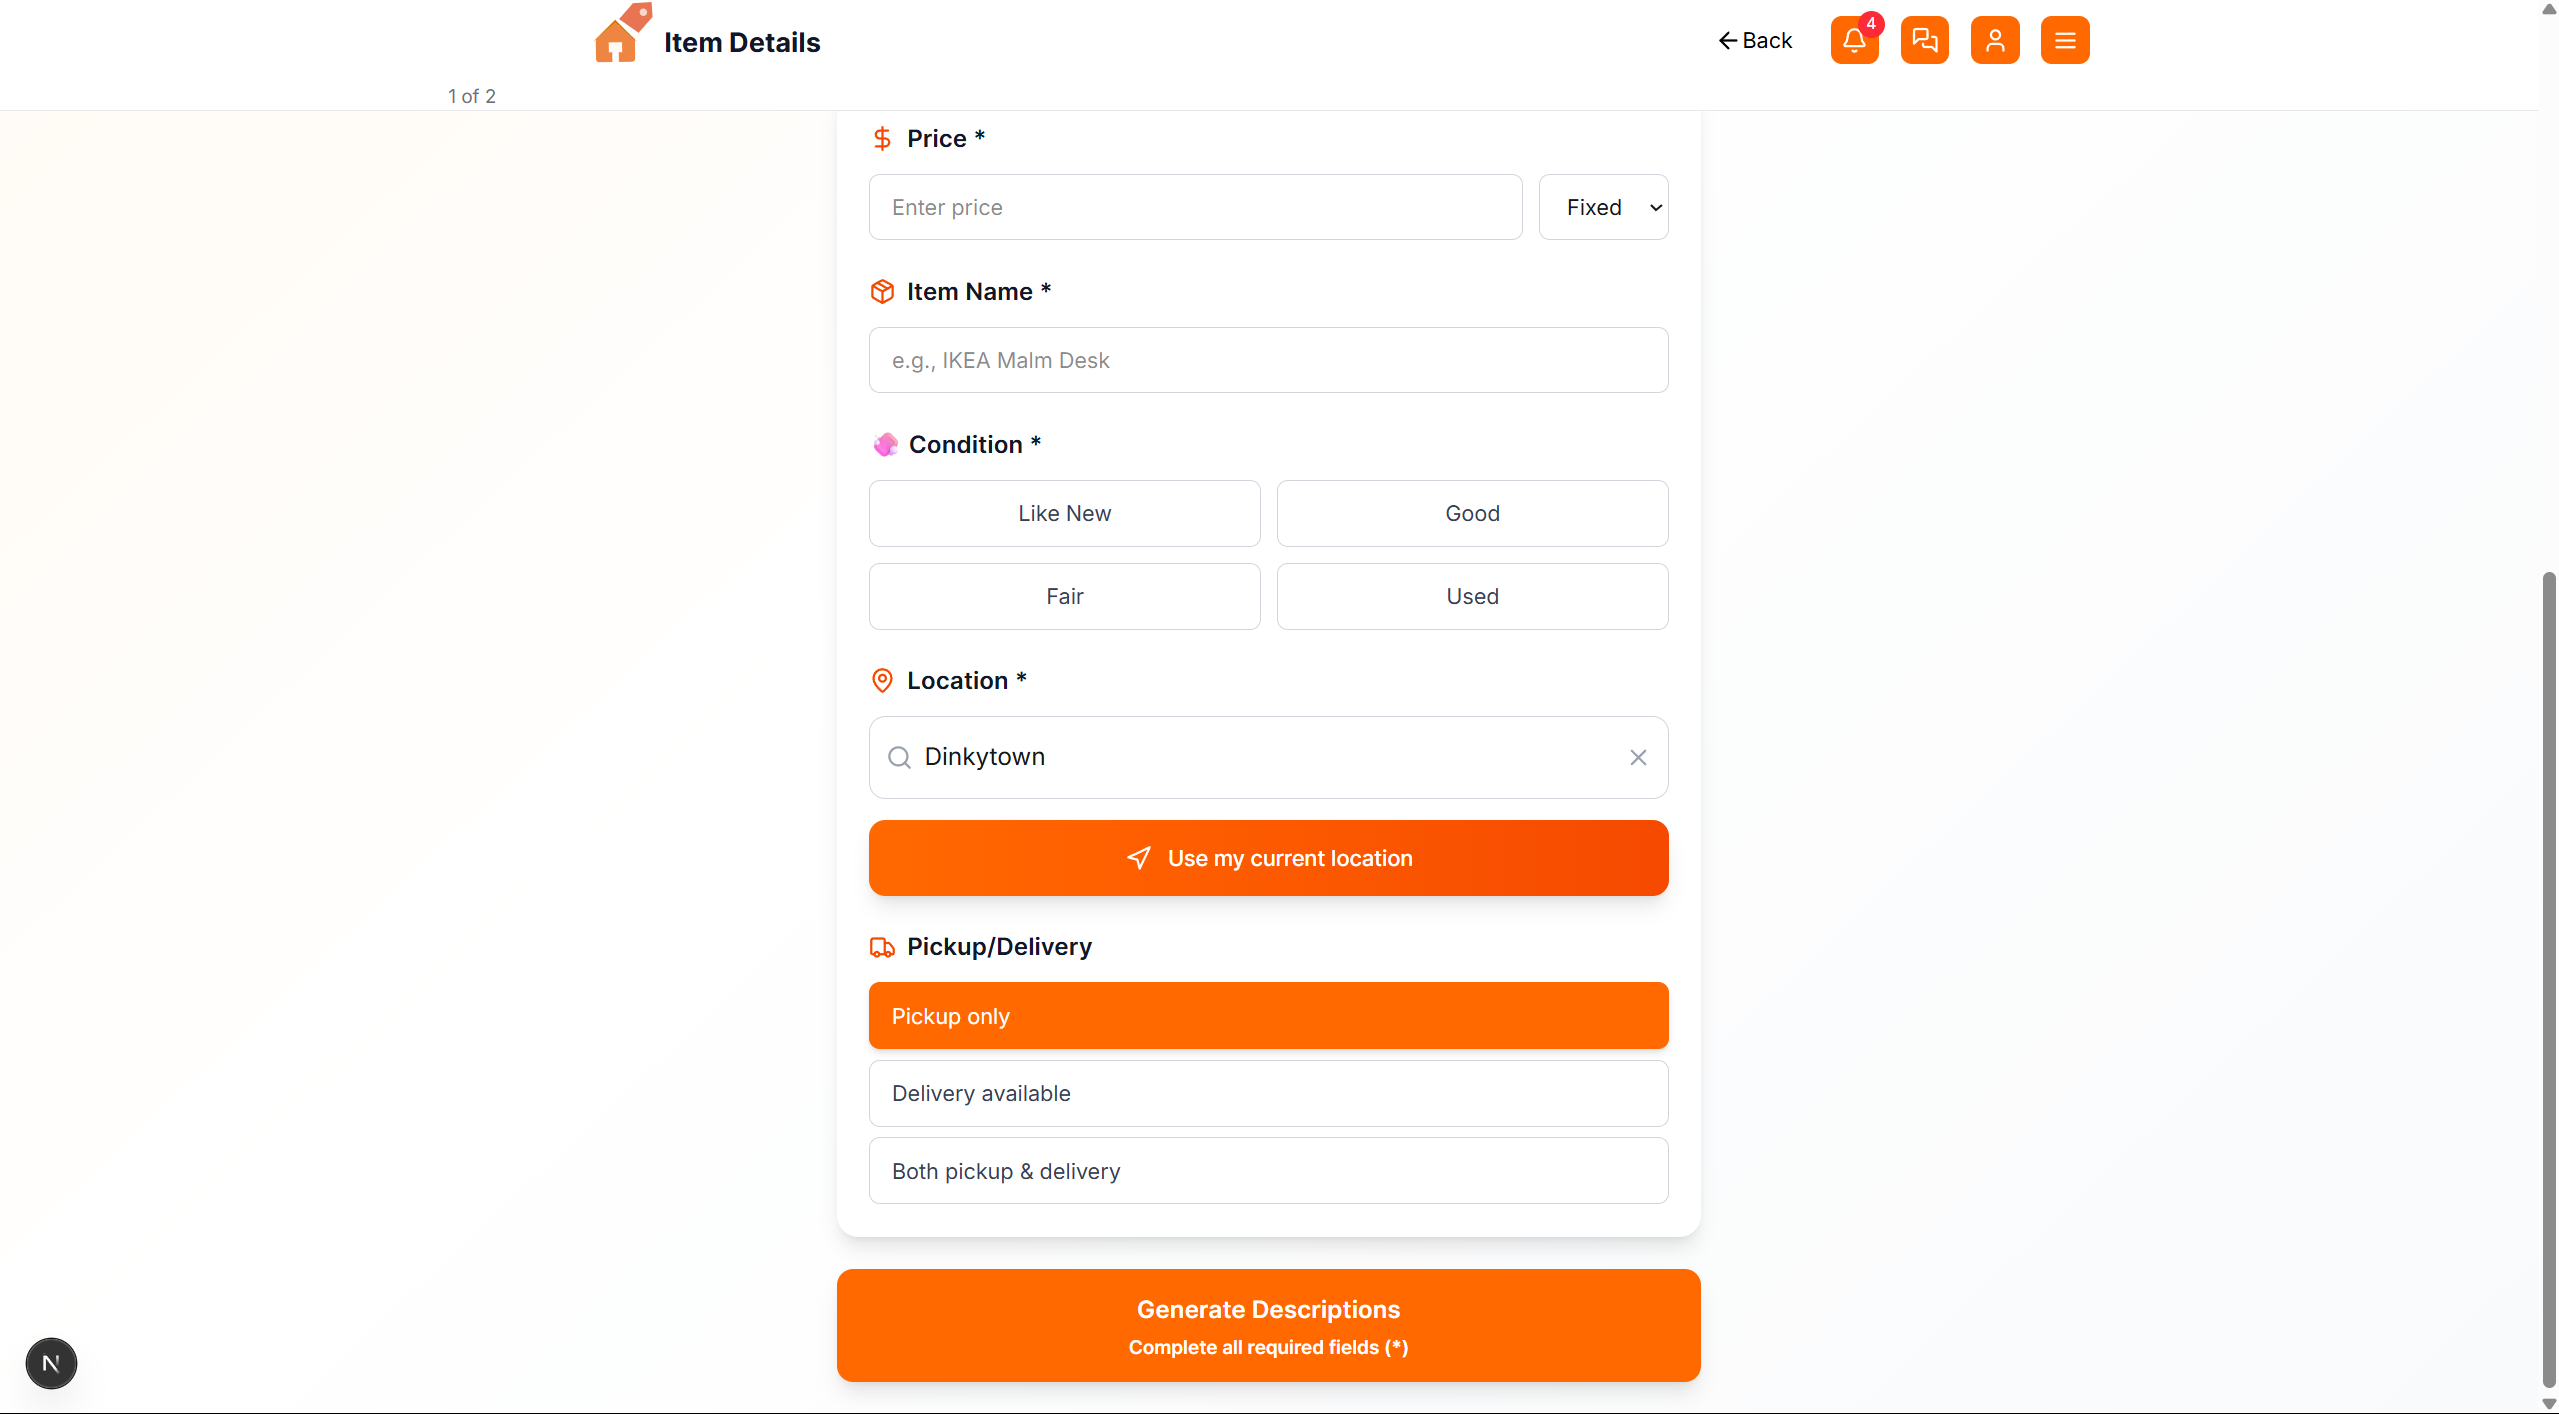 Item Details
Back
4
1 of 2
Price *
Enter price
Fixed
Item Name *
e.g., IKEA Malm Desk
Condition *
Like New
Good
Fair
Used
Location *
Dinkytown
Use my current location
Pickup/Delivery
Pickup only
Delivery available
Both pickup & delivery
Generate Descriptions
Complete all required fields (*)
N